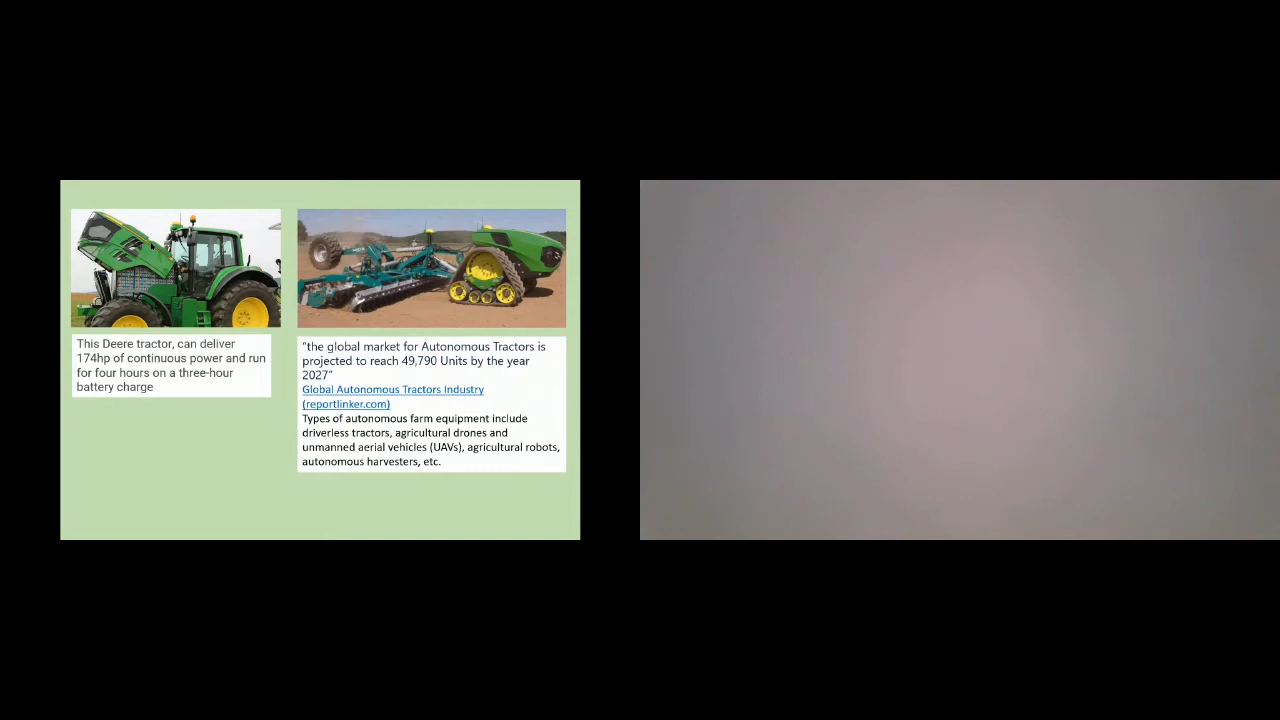 This Deere tractor, can deliver
174hp of continuous power and run
for four hours on a three-hour
battery charge
"the global market for Autonomous Tractors is
projected to reach 49,790 Units by the year
2027"
Global Autonomous Tractors Industry
(reportlinker.com)
Types of autonomous farm equipment include
driverless tractors, agricultural drones and
unmanned aerial vehicles (UAVs), agricultural robots,
autonomous harvesters, etc.